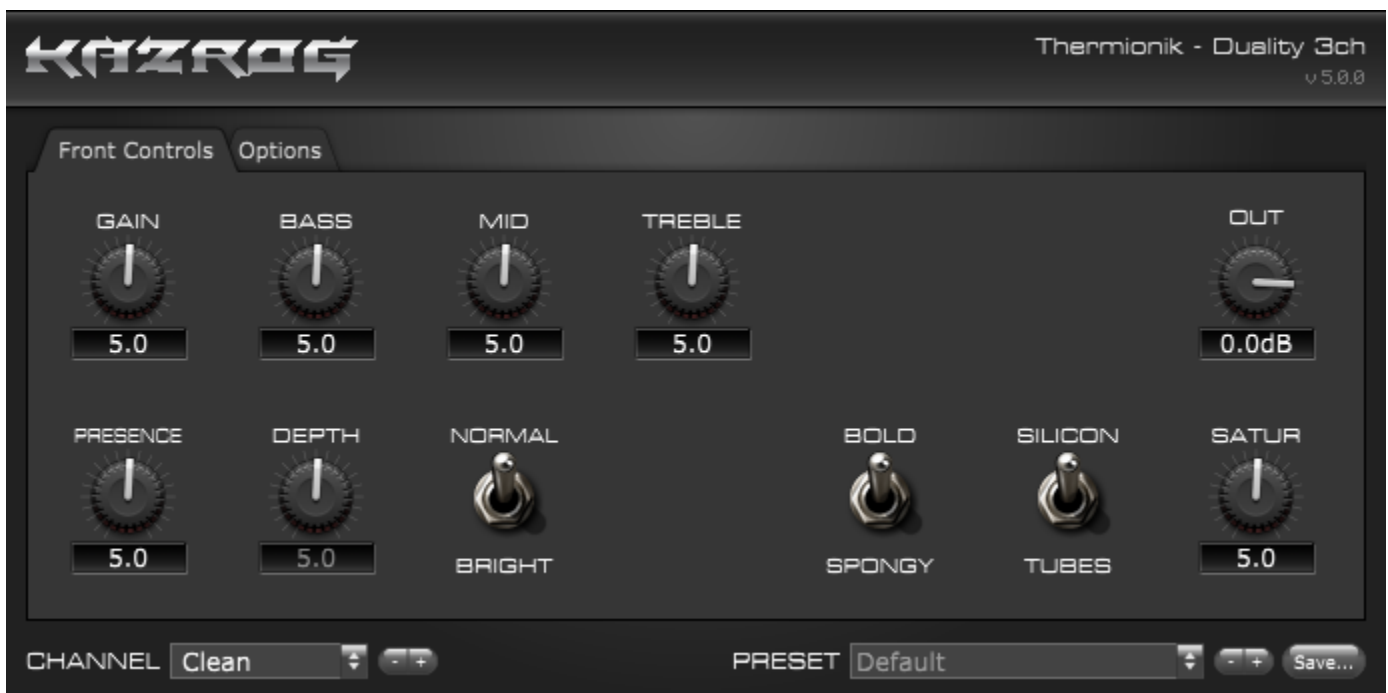 KAZROG
Thermionik - Duality 3ch
v 5.0.0
Front Controls Options
GAIN BASS MID TREBLE OUT
5.0 5.0 5.0 5.0 0.0dB
PRESENCE DEPTH NORMAL BOLD SILICON SATUR
5.0 5.0 BRIGHT SPONGY TUBES 5.0
CHANNEL Clean - + PRESET Default - + Save...